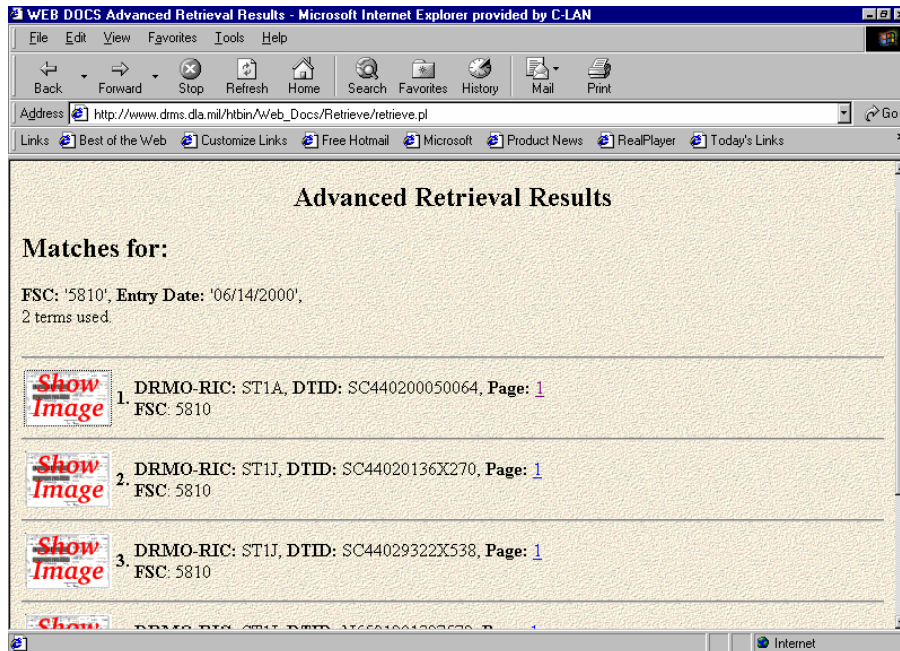 WEB DOCS Advanced Retrieval Results - Microsoft Internet Explorer provided by C-LAN
File Edit View Favorites Tools Help
Back Forward Stop Refresh Home Search Favorites History Mail Print
Address http://www.drms.dla.mil/htbin/Web_Docs/Retrieve/retrieve.pl Go
Links Best of the Web Customize Links Free Hotmail Microsoft Product News RealPlayer Today's Links
Advanced Retrieval Results
Matches for:
FSC: '5810', Entry Date: '06/14/2000',
2 terms used.
Show Image 1. DRMO-RIC: ST1A, DTID: SC440200050064, Page: 1
FSC: 5810
Show Image 2. DRMO-RIC: ST1J, DTID: SC44020136X270, Page: 1
FSC: 5810
Show Image 3. DRMO-RIC: ST1J, DTID: SC44029322X538, Page: 1
FSC: 5810
Show DRMO-RIC: ST1J, DTID:
Internet